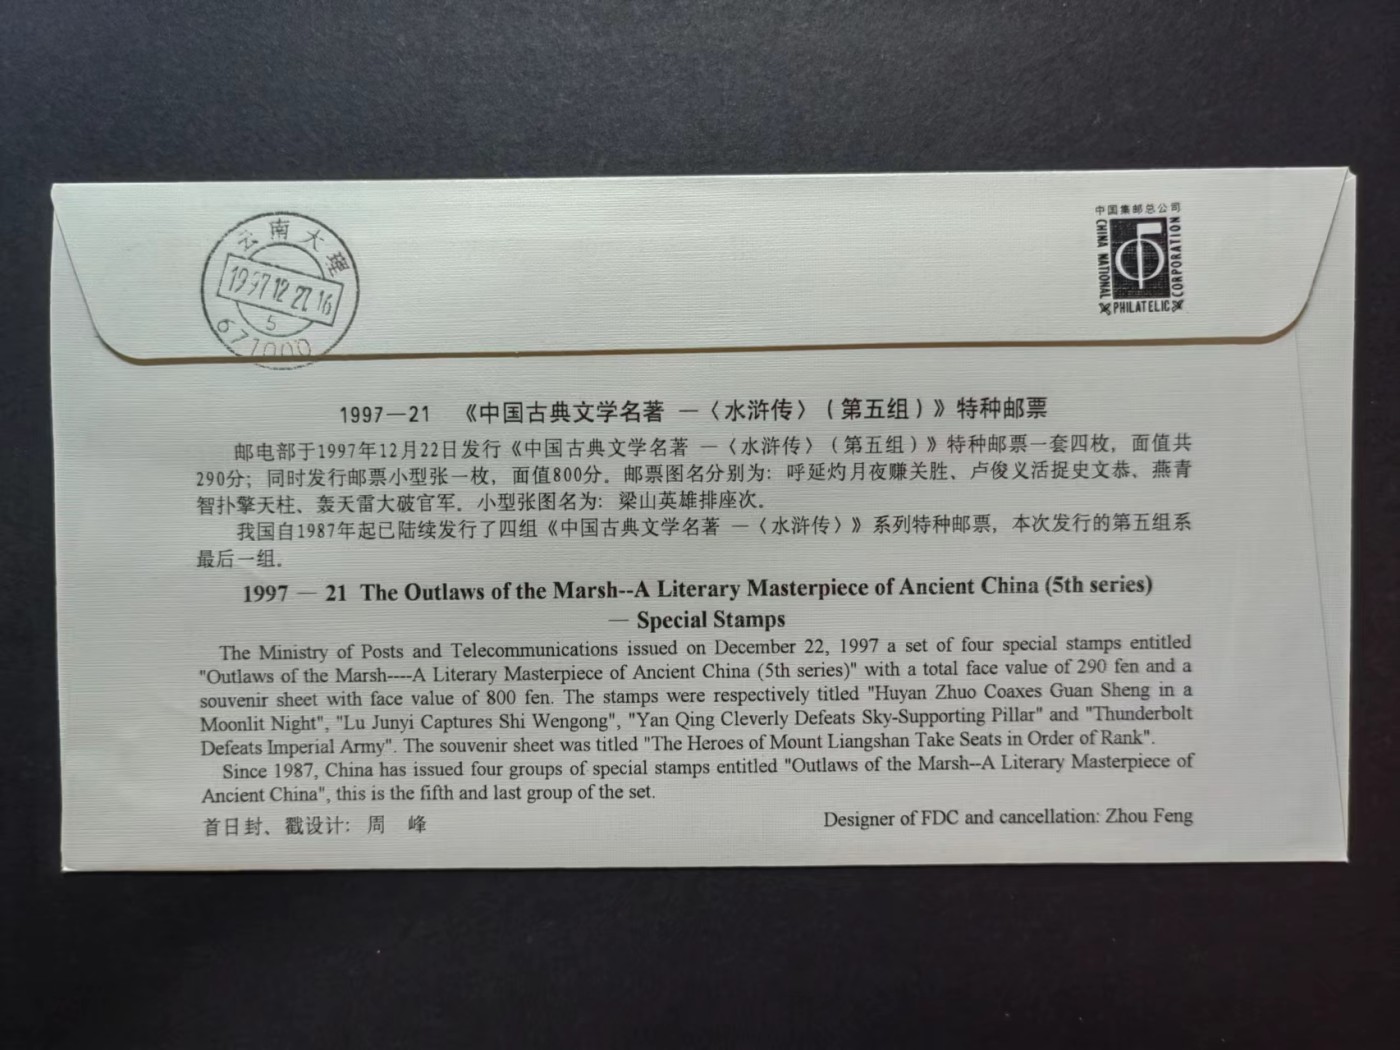 云南大理
1997 12 27 16
5
671000
中国集邮总公司
CHINA NATIONAL
PHILATELIC
CORPORATION
1997—21 《中国古典文学名著 —〈水浒传〉（第五组）》特种邮票
邮电部于1997年12月22日发行《中国古典文学名著 —〈水浒传〉（第五组）》特种邮票一套四枚，面值共
290分；同时发行邮票小型张一枚，面值800分．邮票图名分别为：呼延灼月夜赚关胜、卢俊义活捉史文恭、燕青
智扑擎天柱、轰天雷大破官军．小型张图名为：梁山英雄排座次．
我国自1987年起已陆续发行了四组《中国古典文学名著 —〈水浒传〉》系列特种邮票，本次发行的第五组系
最后一组．
1997 — 21 The Outlaws of the Marsh--A Literary Masterpiece of Ancient China (5th series)
— Special Stamps
The Ministry of Posts and Telecommunications issued on December 22, 1997 a set of four special stamps entitled
"Outlaws of the Marsh----A Literary Masterpiece of Ancient China (5th series)" with a total face value of 290 fen and a
souvenir sheet with face value of 800 fen. The stamps were respectively titled "Huyan Zhuo Coaxes Guan Sheng in a
Moonlit Night", "Lu Junyi Captures Shi Wengong", "Yan Qing Cleverly Defeats Sky-Supporting Pillar" and "Thunderbolt
Defeats Imperial Army". The souvenir sheet was titled "The Heroes of Mount Liangshan Take Seats in Order of Rank".
Since 1987, China has issued four groups of special stamps entitled "Outlaws of the Marsh--A Literary Masterpiece of
Ancient China", this is the fifth and last group of the set.
首日封、戳设计：周 峰
Designer of FDC and cancellation: Zhou Feng